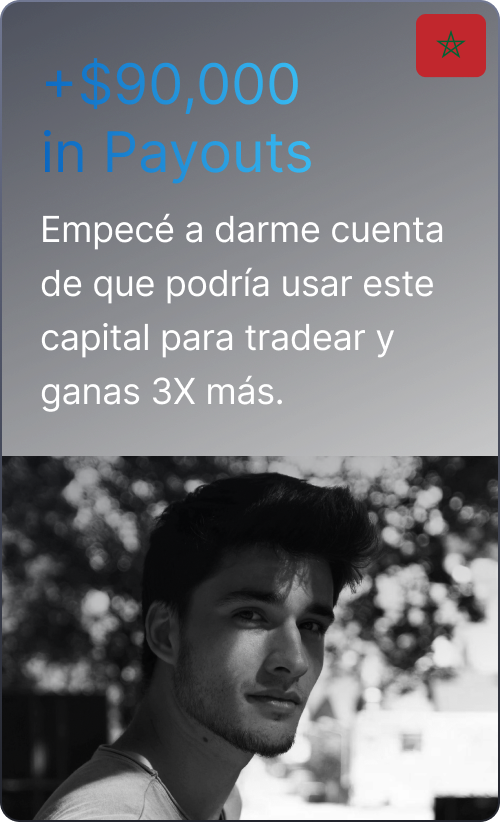 +$90,000
in Payouts
Empecé a darme cuenta
de que podría usar este
capital para tradear y
ganas 3X más.